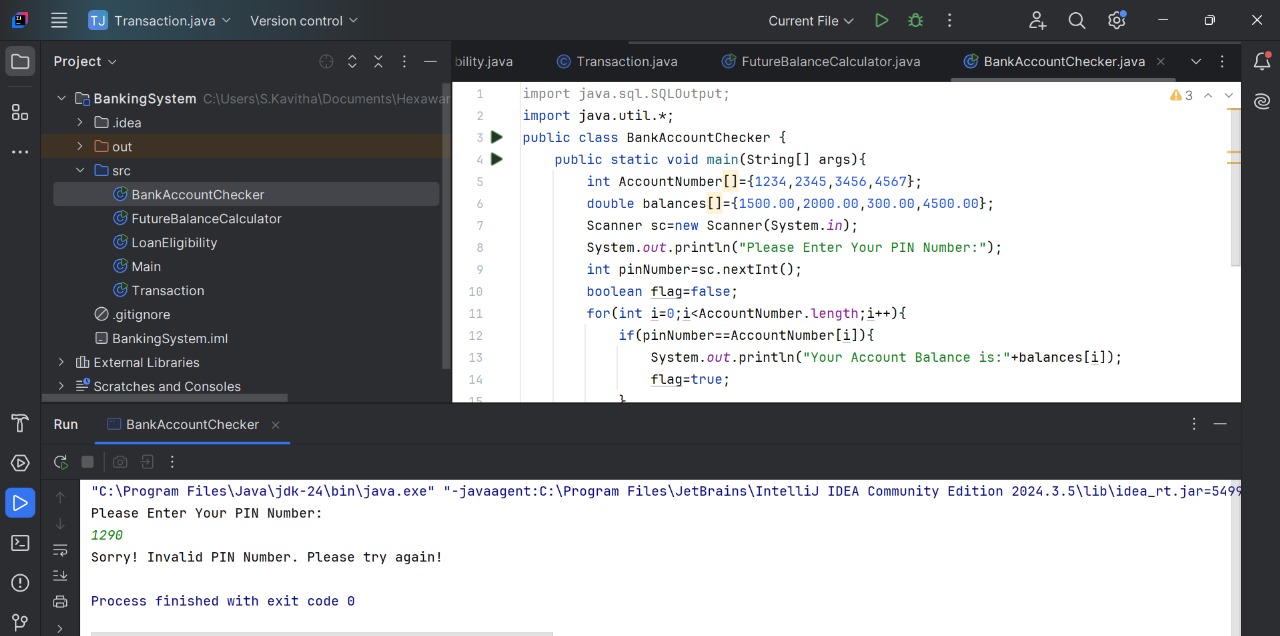 TJ Transaction.java Version control Current File
Project
BankingSystem C:\Users\S.Kavitha\Documents\Hexawar
.idea
out
src
BankAccountChecker
FutureBalanceCalculator
LoanEligibility
Main
Transaction
.gitignore
BankingSystem.iml
External Libraries
Scratches and Consoles
bility.java Transaction.java FutureBalanceCalculator.java BankAccountChecker.java
3
1 import java.sql.SQLOutput;
2 import java.util.*;
3 public class BankAccountChecker {
4 public static void main(String[] args){
5 int AccountNumber[]={1234,2345,3456,4567};
6 double balances[]={1500.00,2000.00,300.00,4500.00};
7 Scanner sc=new Scanner(System.in);
8 System.out.println("Please Enter Your PIN Number:");
9 int pinNumber=sc.nextInt();
10 boolean flag=false;
11 for(int i=0;i<AccountNumber.length;i++){
12 if(pinNumber==AccountNumber[i]){
13 System.out.println("Your Account Balance is:"+balances[i]);
14 flag=true;
15 }
Run BankAccountChecker
"C:\Program Files\Java\jdk-24\bin\java.exe" "-javaagent:C:\Program Files\JetBrains\IntelliJ IDEA Community Edition 2024.3.5\lib\idea_rt.jar=5499
Please Enter Your PIN Number:
1290
Sorry! Invalid PIN Number. Please try again!
Process finished with exit code 0